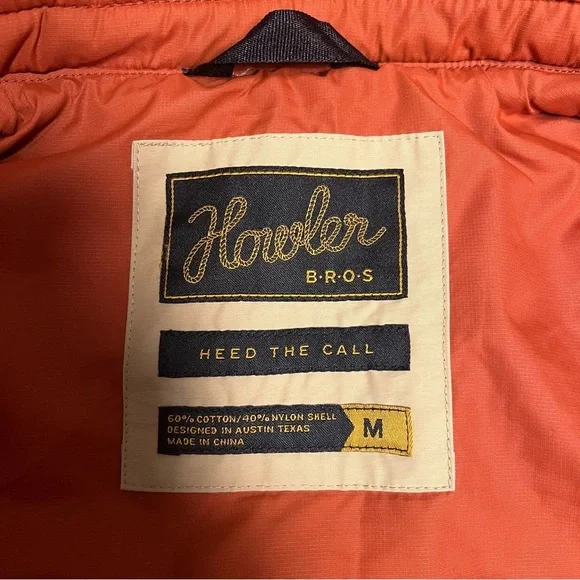 Howler
B·R·O·S
HEED THE CALL
60% COTTON/40% NYLON SHELL
DESIGNED IN AUSTIN TEXAS
MADE IN CHINA
M